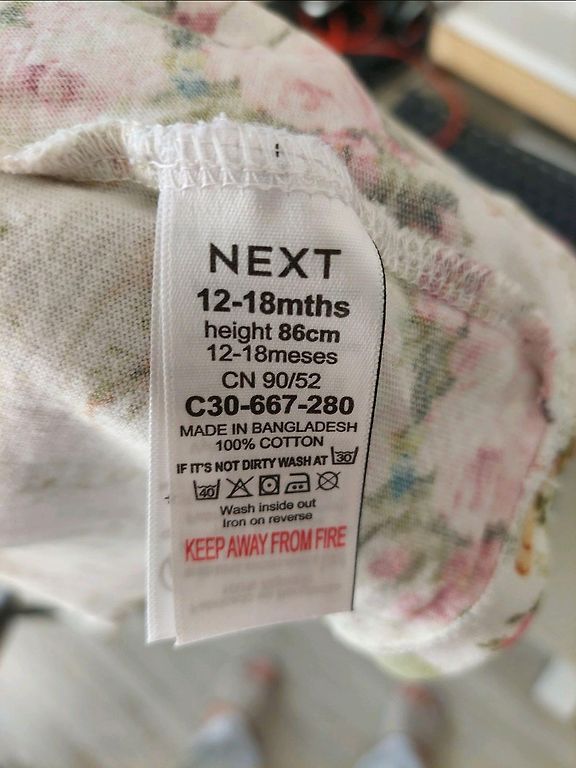 NEXT
12-18mths
height 86cm
12-18meses
CN 90/52
C30-667-280
MADE IN BANGLADESH
100% COTTON
IF IT'S NOT DIRTY WASH AT 30
40
Wash inside out
Iron on reverse
KEEP AWAY FROM FIRE